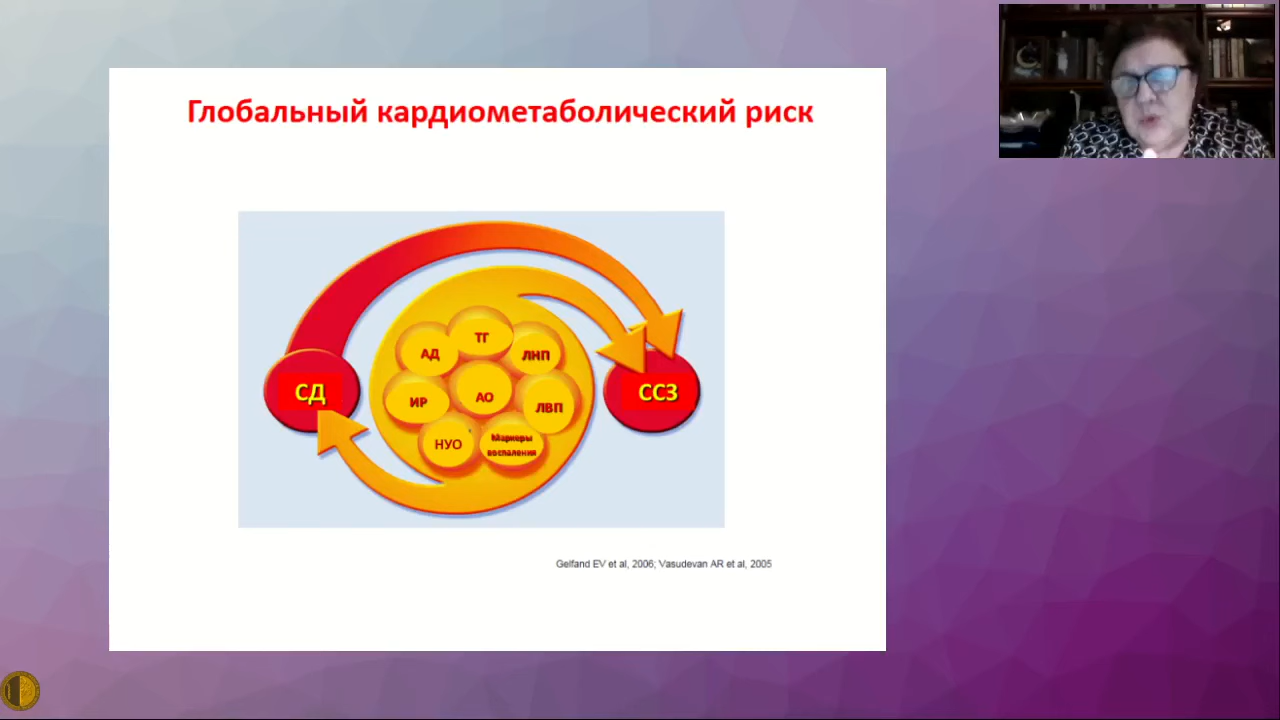 Глобальный кардиометаболический риск
ТГ
АД
ЛНП
СД
ИР
АО
ЛВП
ССЗ
НУО
Маркеры
воспаления
Gelfand EV et al, 2006; Vasudevan AR et al, 2005